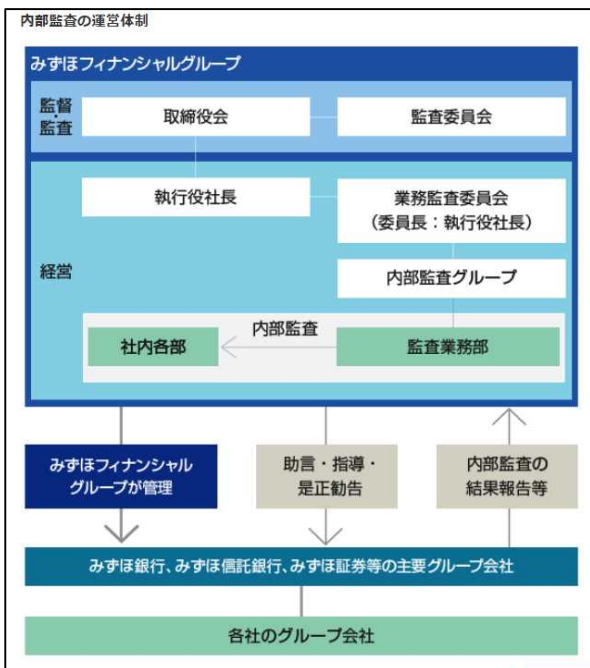 内部監査の運営体制
みずほフィナンシャルグループ
監督・
監査
取締役会
監査委員会
経営
執行役社長
業務監査委員会
（委員長：執行役社長）
内部監査グループ
社内各部
内部監査
監査業務部
みずほフィナンシャル
グループが管理
助言・指導・
是正勧告
内部監査の
結果報告等
みずほ銀行、みずほ信託銀行、みずほ証券等の主要グループ会社
各社のグループ会社